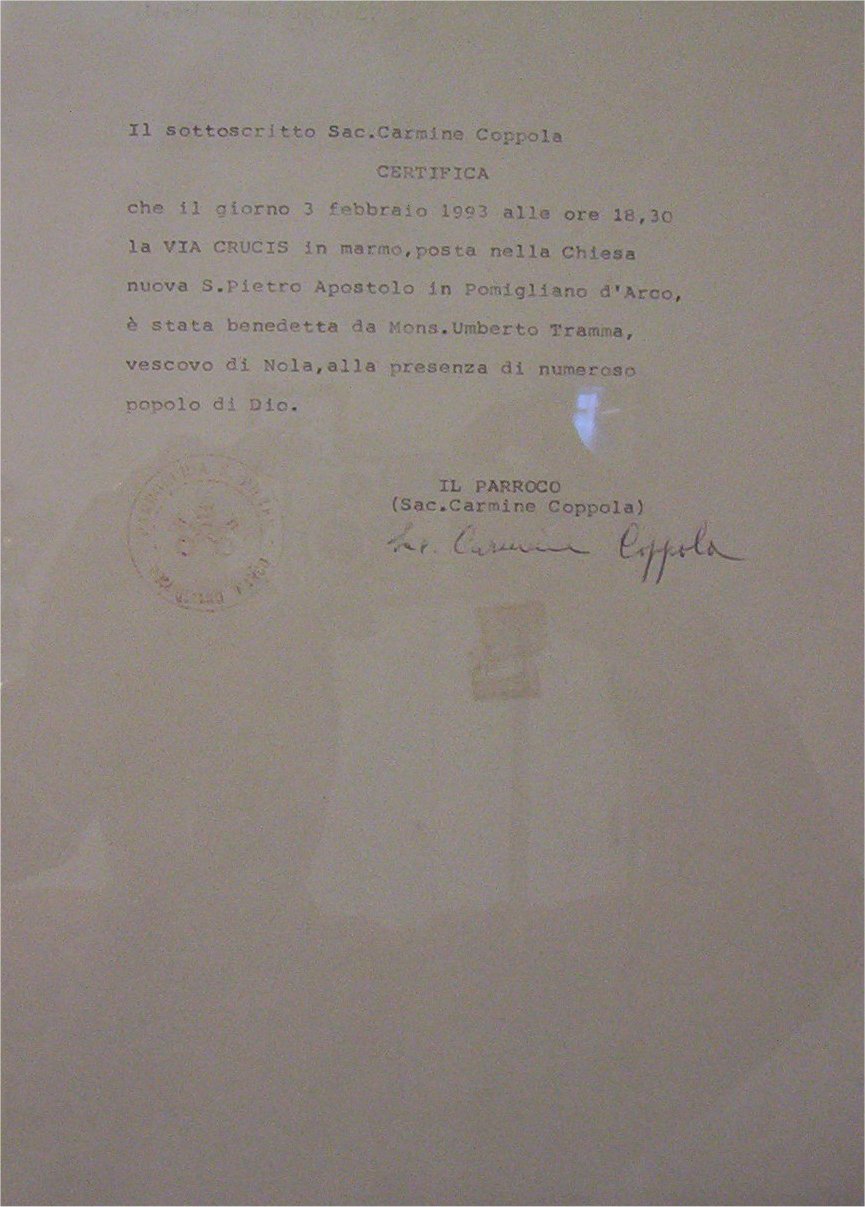 Il sottoscritto Sac.Carmine Coppola
CERTIFICA
che il giorno 3 febbraio 1993 alle ore 18,30
la VIA CRUCIS in marmo,posta nella Chiesa
nuova S.Pietro Apostolo in Pomigliano d'Arco,
è stata benedetta da Mons.Umberto Tramma,
vescovo di Nola,alla presenza di numeroso
popolo di Dio.
IL PARROCO
(Sac.Carmine Coppola)
Sac. Carmine Coppola